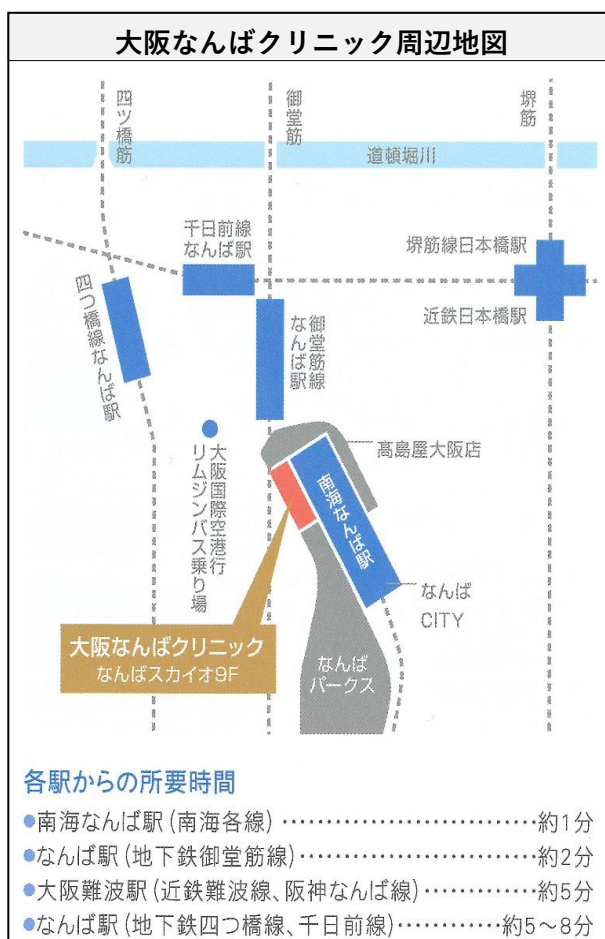 大阪なんばクリニック周辺地図
四ツ橋筋
御堂筋
堺筋
道頓堀川
千日前線
なんば駅
堺筋線日本橋駅
四つ橋線なんば駅
御堂筋線
なんば駅
近鉄日本橋駅
大阪国際空港行
リムジンバス乗り場
髙島屋大阪店
南海なんば駅
なんば
CITY
大阪なんばクリニック
なんばスカイオ9F
なんば
パークス
各駅からの所要時間
●南海なんば駅(南海各線)…………………………約1分
●なんば駅(地下鉄御堂筋線)………………………約2分
●大阪難波駅(近鉄難波線、阪神なんば線)…………約5分
●なんば駅(地下鉄四つ橋線、千日前線)…………約5〜8分